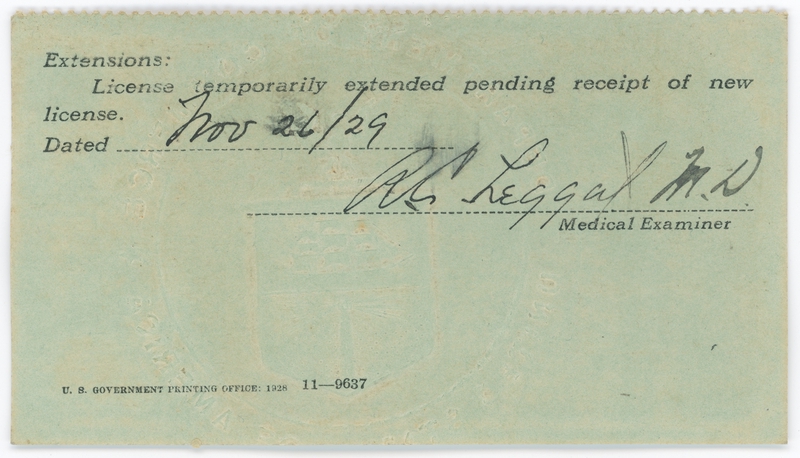 Extensions:
License temporarily extended pending receipt of new
license.
Dated Nov 26/29
R.C. Leggat M.D.
Medical Examiner
U. S. GOVERNMENT PRINTING OFFICE: 1928 11—9637